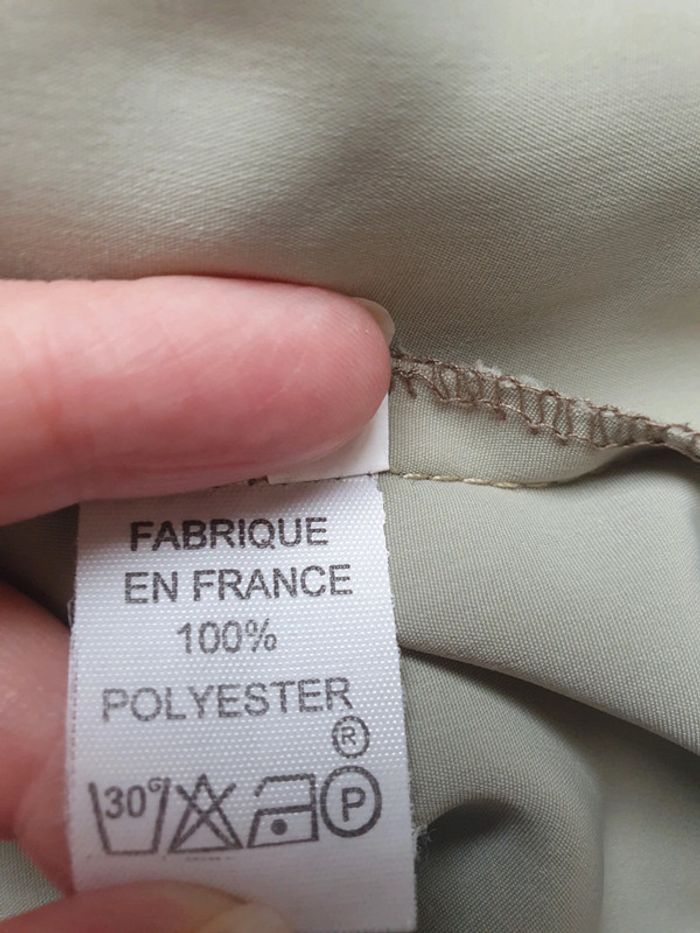 FABRIQUE
EN FRANCE
100%
POLYESTER
®
30° P